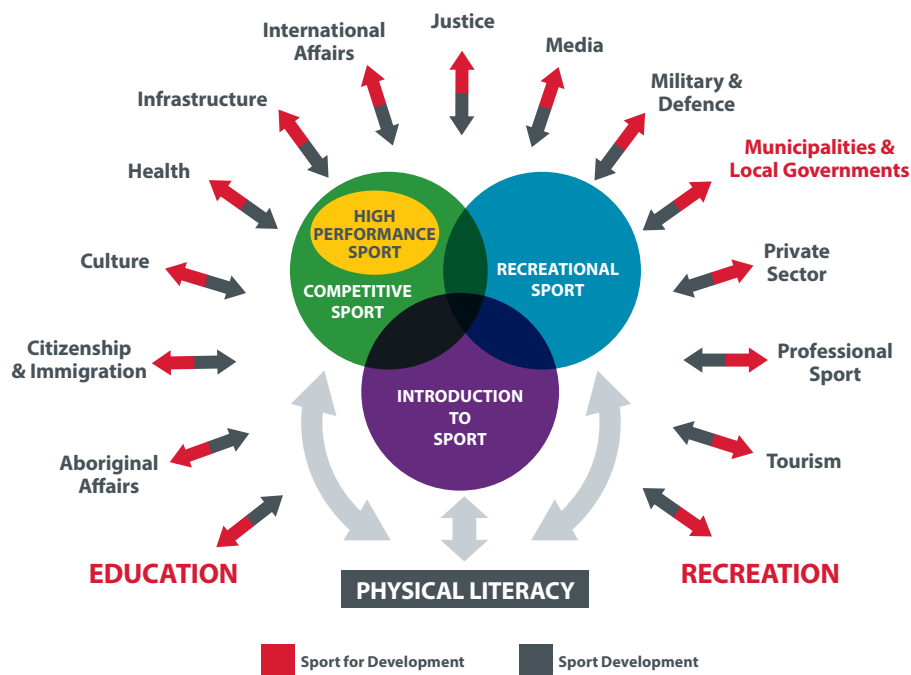 Justice
International
Affairs
Media
Infrastructure
Military &
Defence
Health
Municipalities &
Local Governments
HIGH
PERFORMANCE
SPORT
COMPETITIVE
SPORT
RECREATIONAL
SPORT
Culture
Private
Sector
Citizenship
& Immigration
Professional
Sport
INTRODUCTION
TO
SPORT
Aboriginal
Affairs
Tourism
EDUCATION
RECREATION
PHYSICAL LITERACY
Sport for Development
Sport Development